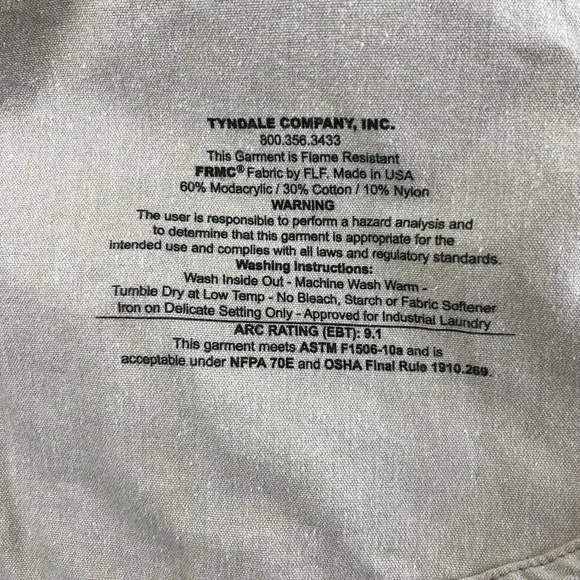 TYNDALE COMPANY, INC.
800.356.3433
This Garment is Flame Resistant
FRMC® Fabric by FLF. Made in USA
60% Modacrylic / 30% Cotton / 10% Nylon
WARNING
The user is responsible to perform a hazard analysis and
to determine that this garment is appropriate for the
intended use and complies with all laws and regulatory standards.
Washing Instructions:
Wash Inside Out - Machine Wash Warm -
Tumble Dry at Low Temp - No Bleach, Starch or Fabric Softener
Iron on Delicate Setting Only - Approved for Industrial Laundry
ARC RATING (EBT): 9.1
This garment meets ASTM F1506-10a and is
acceptable under NFPA 70E and OSHA Final Rule 1910.269.